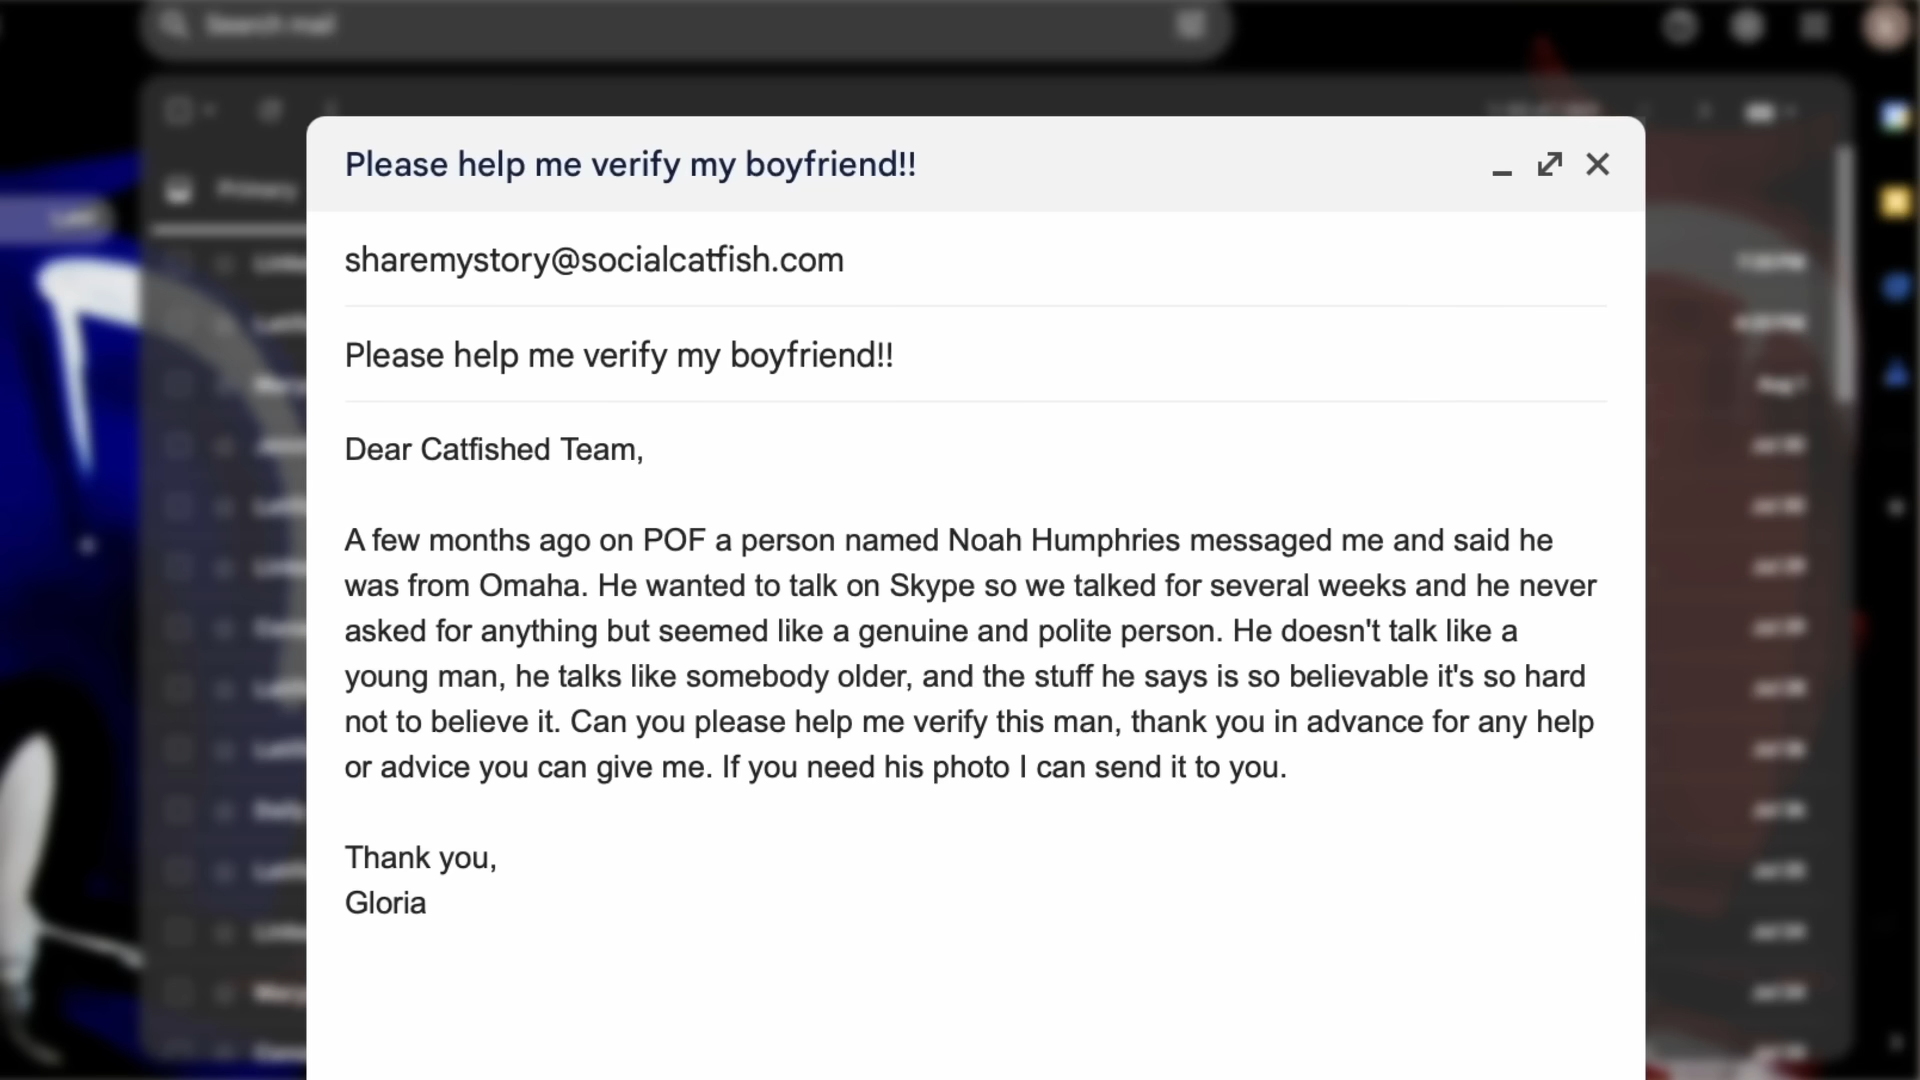 Search mail
Primary
Please help me verify my boyfriend!!
sharemystory@socialcatfish.com
Please help me verify my boyfriend!!
Dear Catfished Team,
A few months ago on POF a person named Noah Humphries messaged me and said he
was from Omaha. He wanted to talk on Skype so we talked for several weeks and he never
asked for anything but seemed like a genuine and polite person. He doesn't talk like a
young man, he talks like somebody older, and the stuff he says is so believable it's so hard
not to believe it. Can you please help me verify this man, thank you in advance for any help
or advice you can give me. If you need his photo I can send it to you.
Thank you,
Gloria